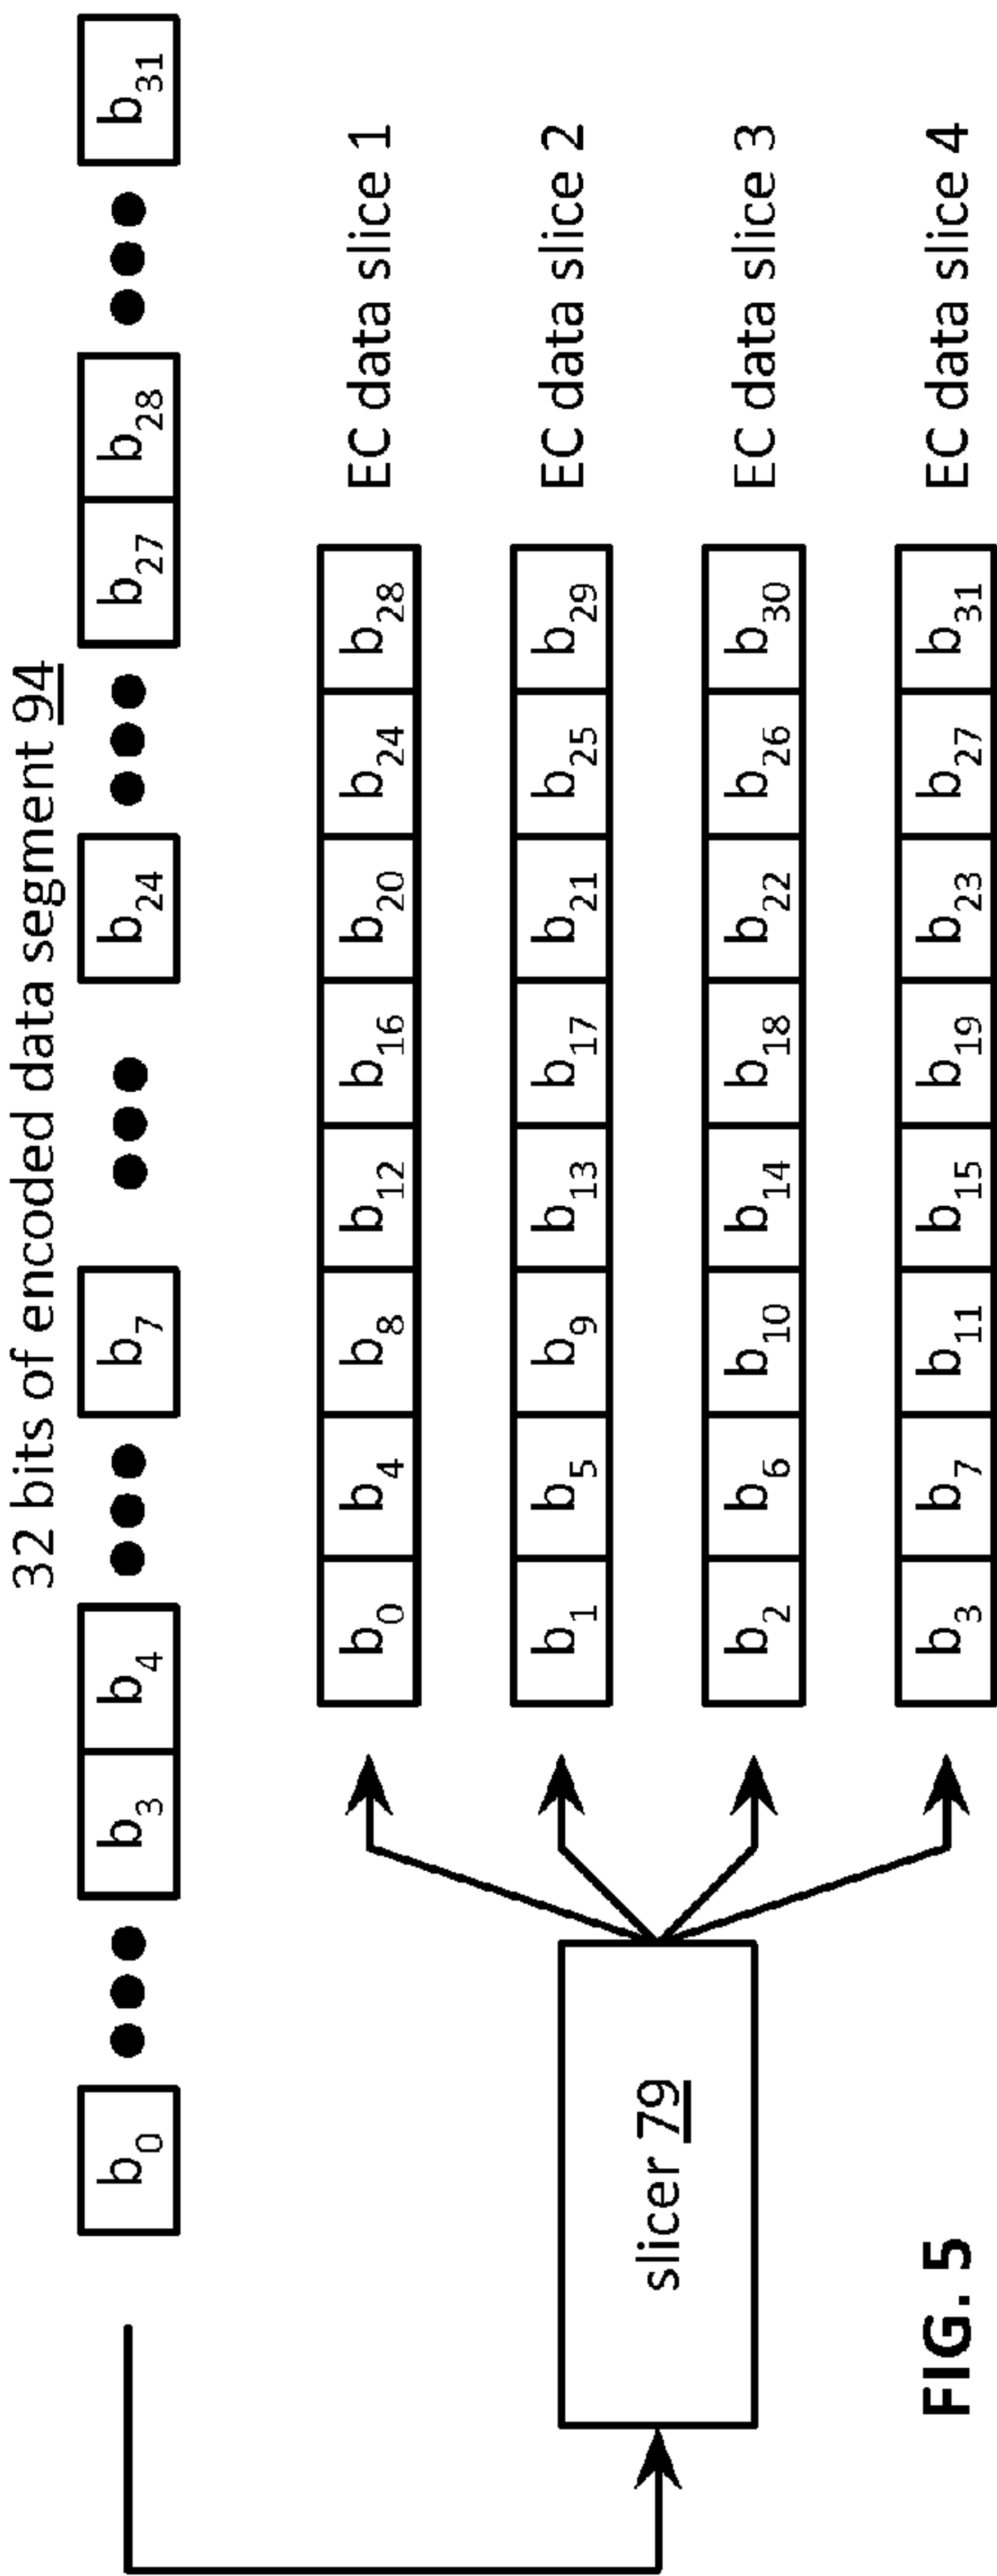 32 bits of encoded data segment 94
b0 ●●● b3 b4 ●●● b7 ●●● b24 ●●● b27 b28 ●●● b31
b0 b4 b8 b12 b16 b20 b24 b28 EC data slice 1
b1 b5 b9 b13 b17 b21 b25 b29 EC data slice 2
slicer 79
b2 b6 b10 b14 b18 b22 b26 b30 EC data slice 3
b3 b7 b11 b15 b19 b23 b27 b31 EC data slice 4
FIG. 5